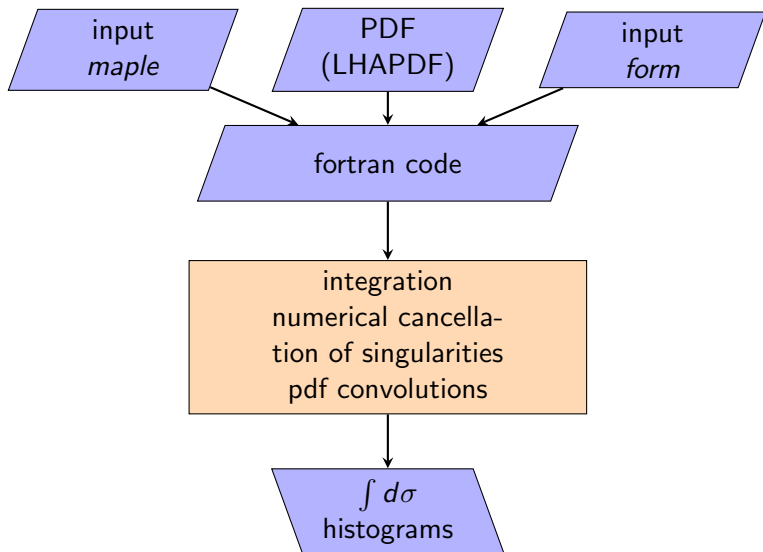 input
maple
PDF
(LHAPDF)
input
form
fortran code
integration
numerical cancella-
tion of singularities
pdf convolutions
∫ dσ
histograms